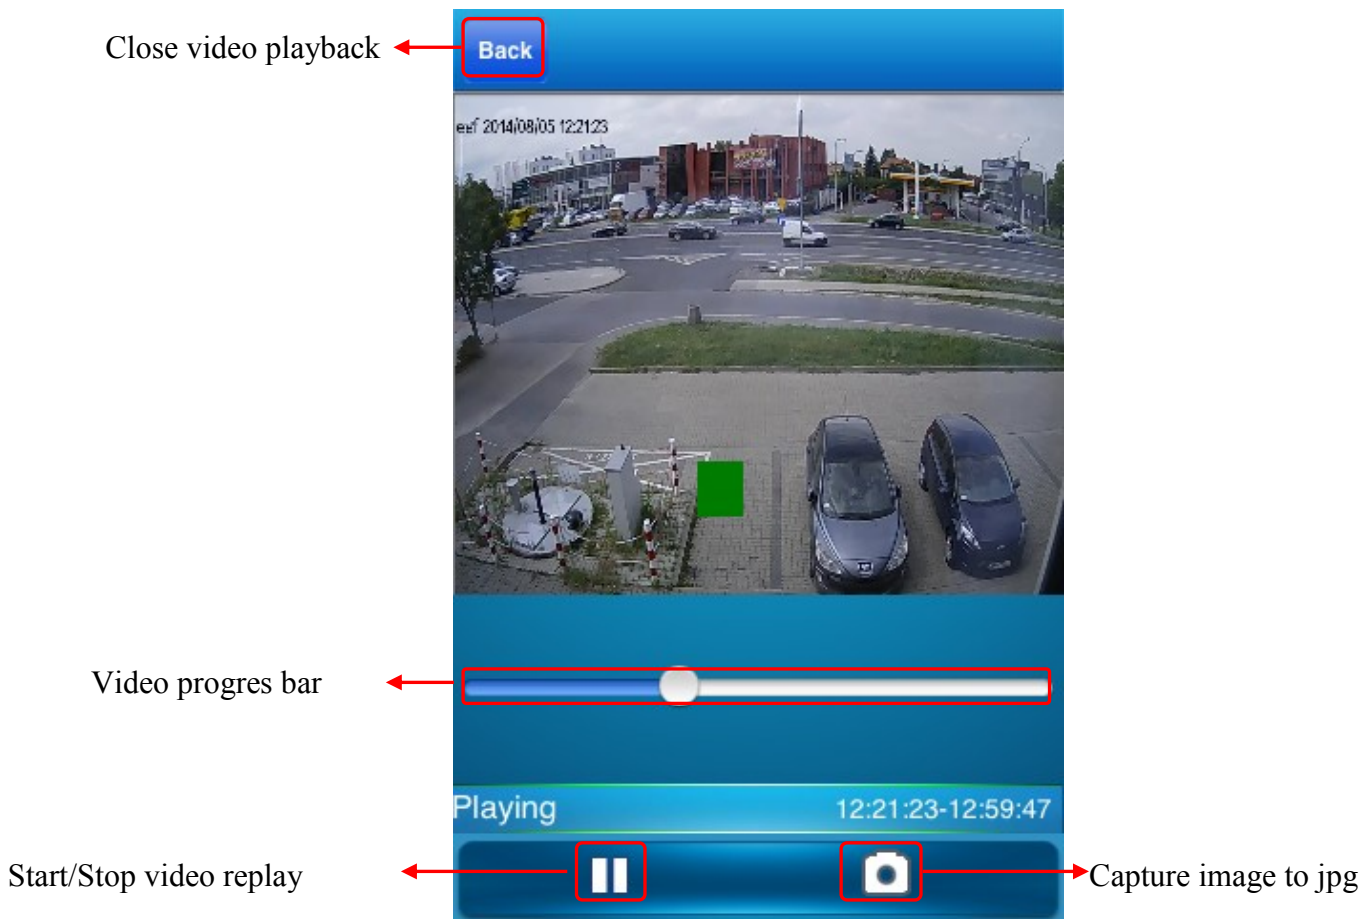 Close video playback
Back
2014/08/05 12:21:23
Video progres bar
Playing
12:21:23-12:59:47
Start/Stop video replay
Capture image to jpg